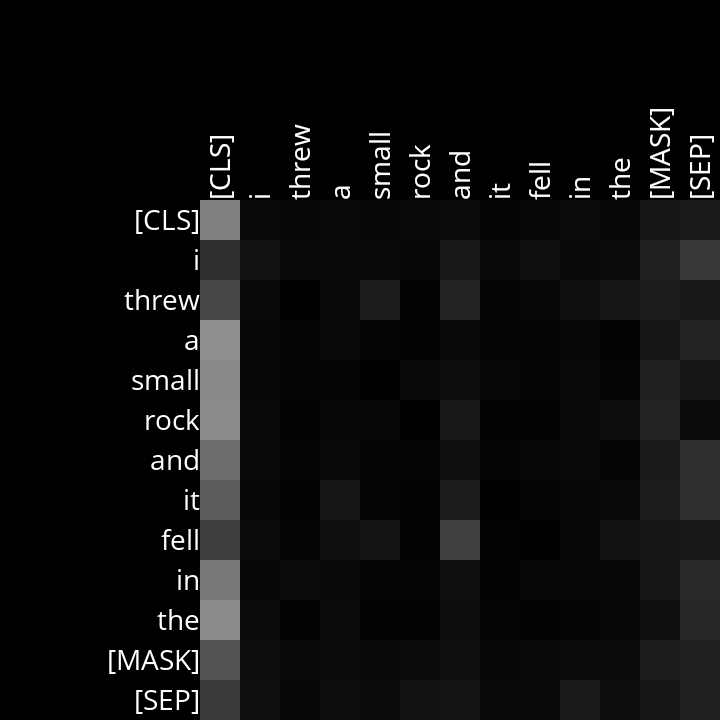 [CLS] i threw a small rock and it fell in the [MASK] [SEP]
[CLS]
i
threw
a
small
rock
and
it
fell
in
the
[MASK]
[SEP]